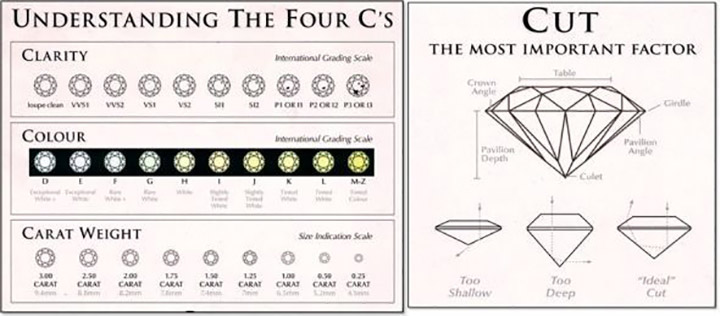 UNDERSTANDING THE FOUR C'S
CLARITY
International Grading Scale
loupe clean VVS1 VVS2 VS1 VS2 SI1 SI2 P1 OR I1 P2 OR I2 P3 OR I3
COLOUR
International Grading Scale
D E F G H I J K L M-Z
Exceptional White + Exceptional White Rare White + Rare White White Slightly Tinted White Slightly Tinted White Tinted White Tinted White Tinted Colour
CARAT WEIGHT
Size Indication Scale
3.00 2.50 2.00 1.75 1.50 1.25 1.00 0.50 0.25
CARAT CARAT CARAT CARAT CARAT CARAT CARAT CARAT CARAT
9.4mm 8.8mm 8.2mm 7.8mm 7.4mm 7mm 6.5mm 5.2mm
CUT
THE MOST IMPORTANT FACTOR
Table
Crown
Angle
Girdle
Pavilion
Depth
Pavilion
Angle
Culet
Too
Shallow
Too
Deep
"Ideal"
Cut